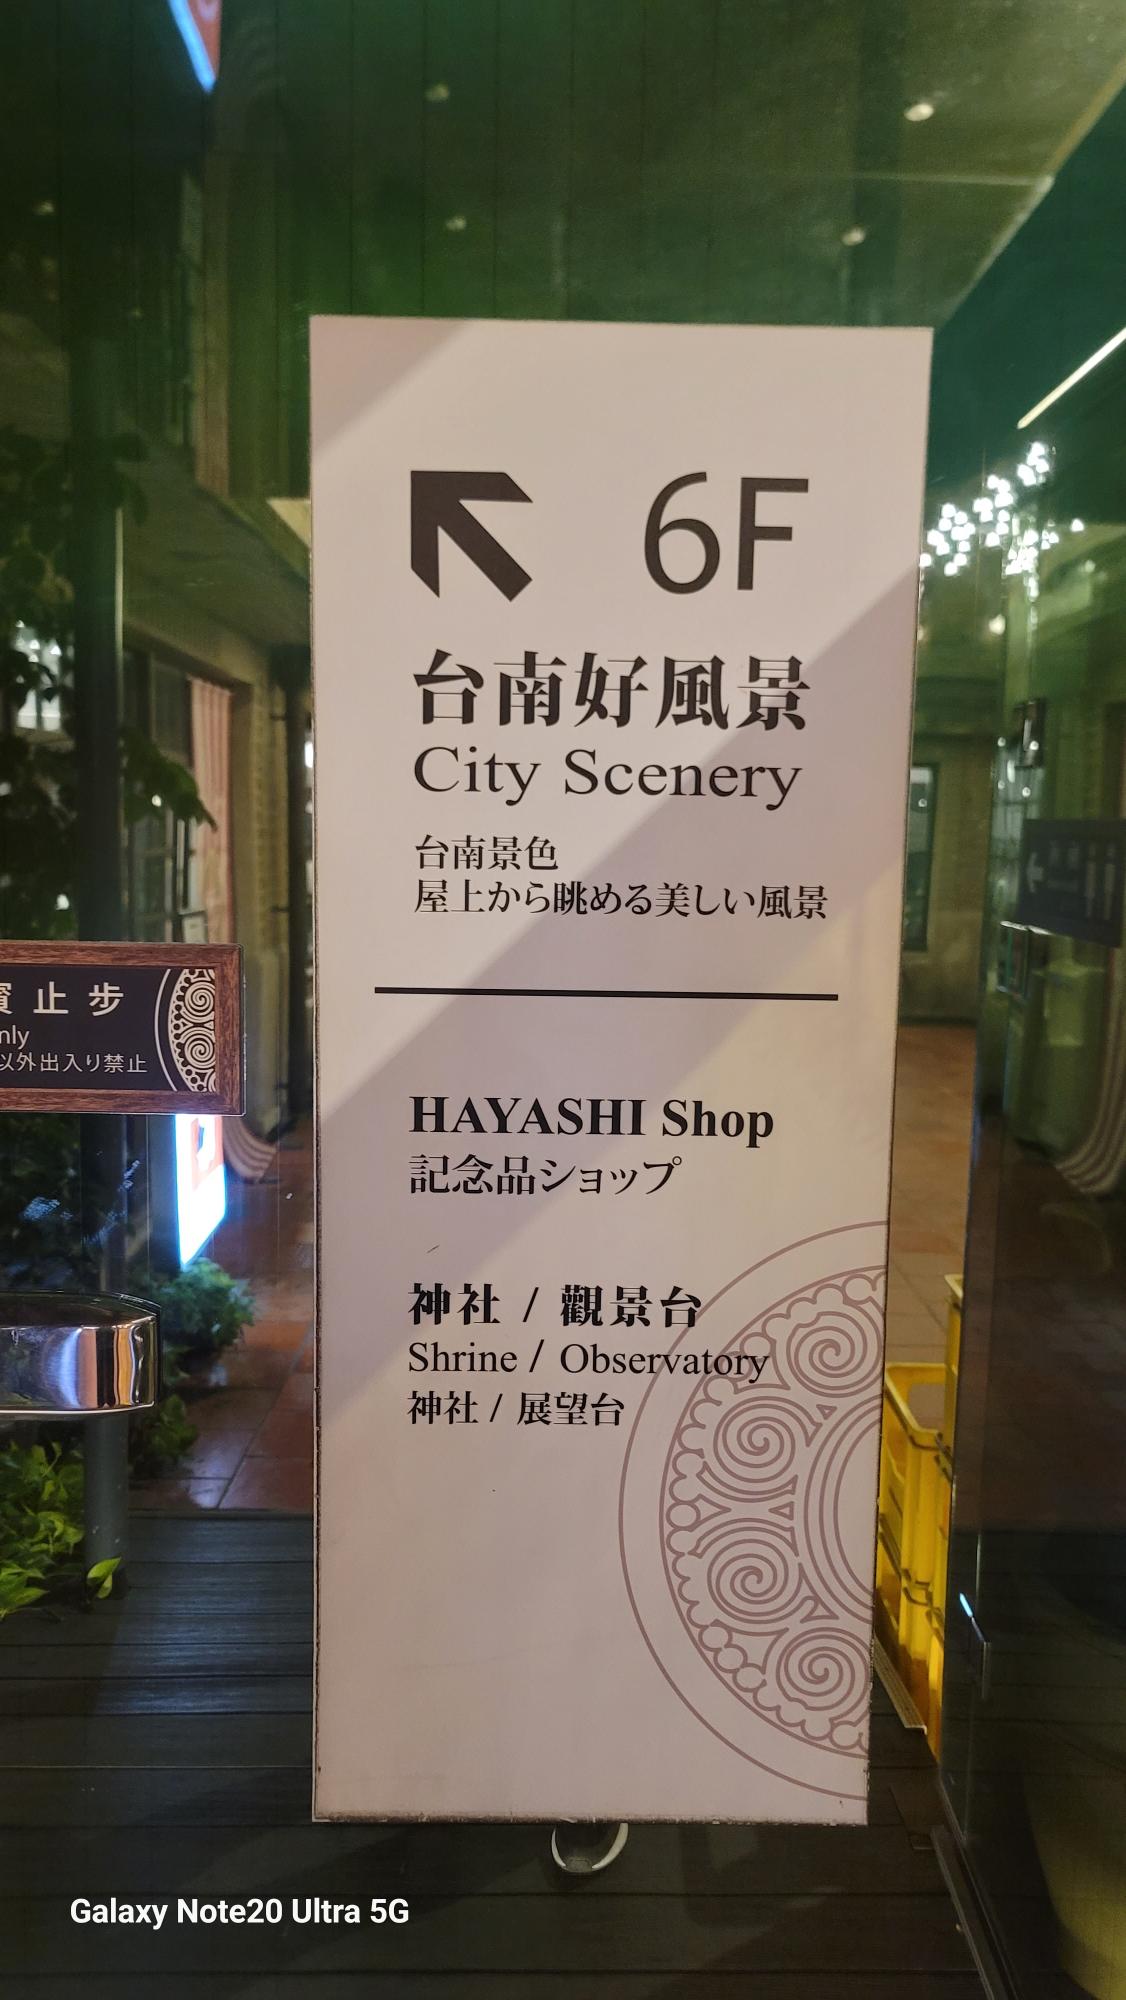 6F
台南好風景
City Scenery
台南景色
屋上から眺める美しい風景
賓止步
nly
以外出入り禁止
HAYASHI Shop
記念品ショップ
神社 / 觀景台
Shrine / Observatory
神社 / 展望台
Galaxy Note20 Ultra 5G